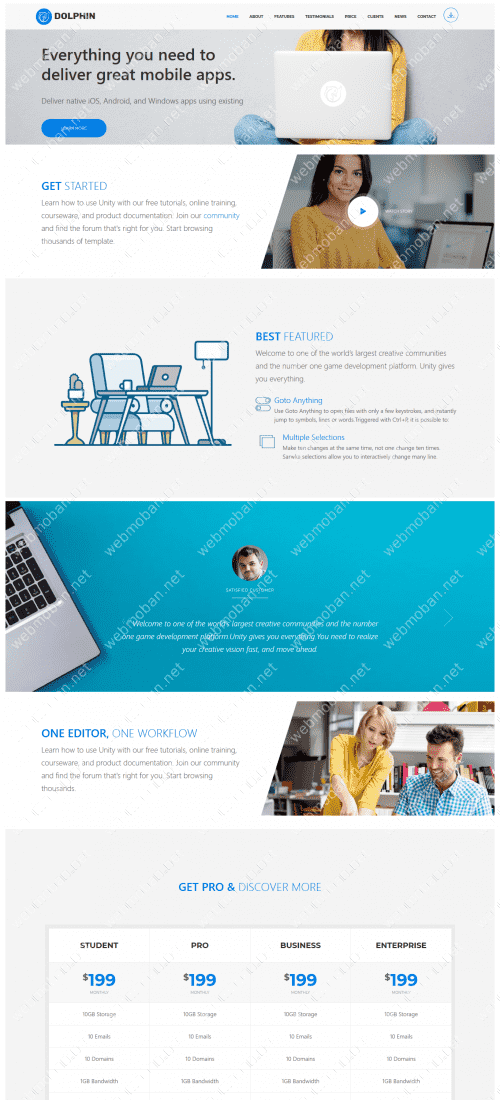 DOLPHIN
HOME ABOUT FEATURES TESTIMONIALS PRICE CLIENTS NEWS CONTACT
Everything you need to
deliver great mobile apps.
Deliver native iOS, Android, and Windows apps using existing
LEARN MORE
GET STARTED
Learn how to use Unity with our free tutorials, online training,
courseware, and product documentation. Join our community
and find the forum that's right for you. Start browsing
thousands of template.
WATCH STORY
BEST FEATURED
Welcome to one of the world's largest creative communities
and the number one game development platform. Unity gives
you everything.
Goto Anything
Use Goto Anything to open files with only a few keystrokes, and instantly
jump to symbols, lines or words.Triggered with Ctrl+P, it is possible to:
Multiple Selections
Make ten changes at the same time, not one change ten times.
selections allow you to interactively change many line
SATISFIED CUSTOMER
Welcome to one of the world's largest creative communities and the number
one game development platform.Unity gives you everything You need to realize
your creative vision fast, and move ahead.
ONE EDITOR, ONE WORKFLOW
Learn how to use Unity with our free tutorials, online training,
courseware, and product documentation. Join our community
and find the forum that's right for you. Start browsing
thousands.
GET PRO & DISCOVER MORE
STUDENT PRO BUSINESS ENTERPRISE
$199 $199 $199 $199
MONTHLY MONTHLY MONTHLY MONTHLY
10GB Storage 10GB Storage 10GB Storage 10GB Storage
10 Emails 10 Emails 10 Emails 10 Emails
10 Domains 10 Domains 10 Domains 10 Domains
1GB Bandwidth 1GB Bandwidth 1GB Bandwidth 1GB Bandwidth
webmoban.net